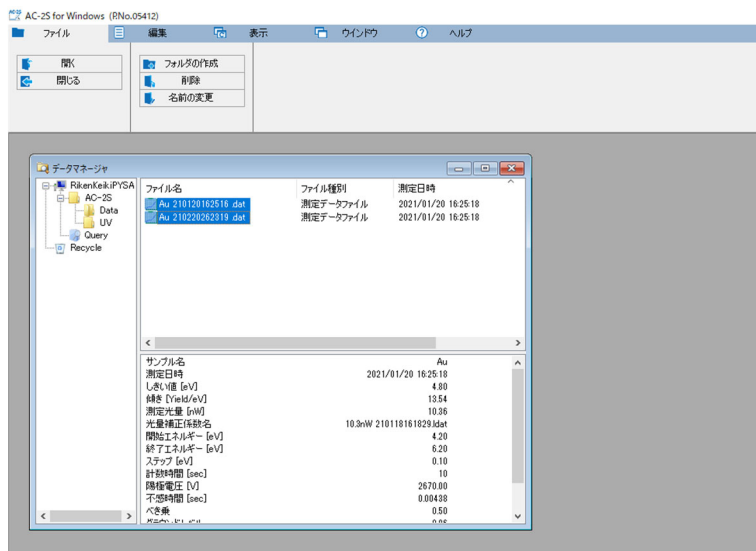 AC-2S for Windows (P.No.05412)
ファイル 編集 表示 ウインドウ ヘルプ
開く
閉じる
フォルダの作成
削除
名前の変更
データマネージャ
RikenKeikiPYSA
AC-2S
Data
UV
Query
Recycle
ファイル名 ファイル種別 測定日時
Au 210120162516 .dat 測定データファイル 2021/01/20 16:25:18
Au 210220262319 .dat 測定データファイル 2021/01/20 16:25:18
サンプル名 Au
測定日時 2021/01/20 16:25:18
しきい値 [eV] 4.80
傾き [Yield/eV] 13.54
測定光量 [nW] 10.36
光量補正係数名 10.3nW 210118161829.ldat
開始エネルギー [eV] 4.20
終了エネルギー [eV] 6.20
ステップ [eV] 0.10
計数時間 [sec] 10
陽極電圧 [V] 2670.00
不感時間 [sec] 0.00438
べき乗 0.50